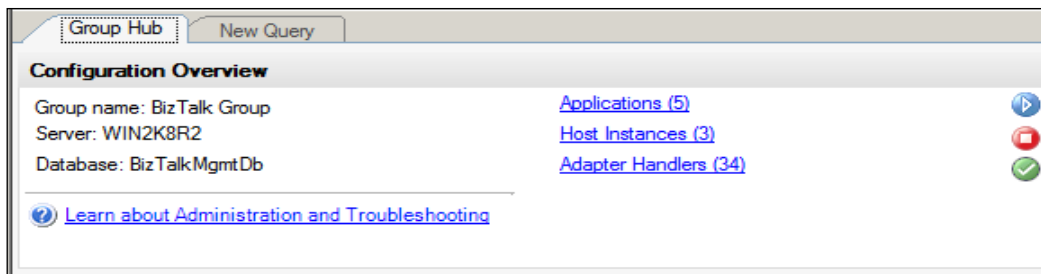 Group Hub
New Query
Configuration Overview
Group name: BizTalk Group
Server: WIN2K8R2
Database: BizTalkMgmtDb
Applications (5)
Host Instances (3)
Adapter Handlers (34)
Learn about Administration and Troubleshooting